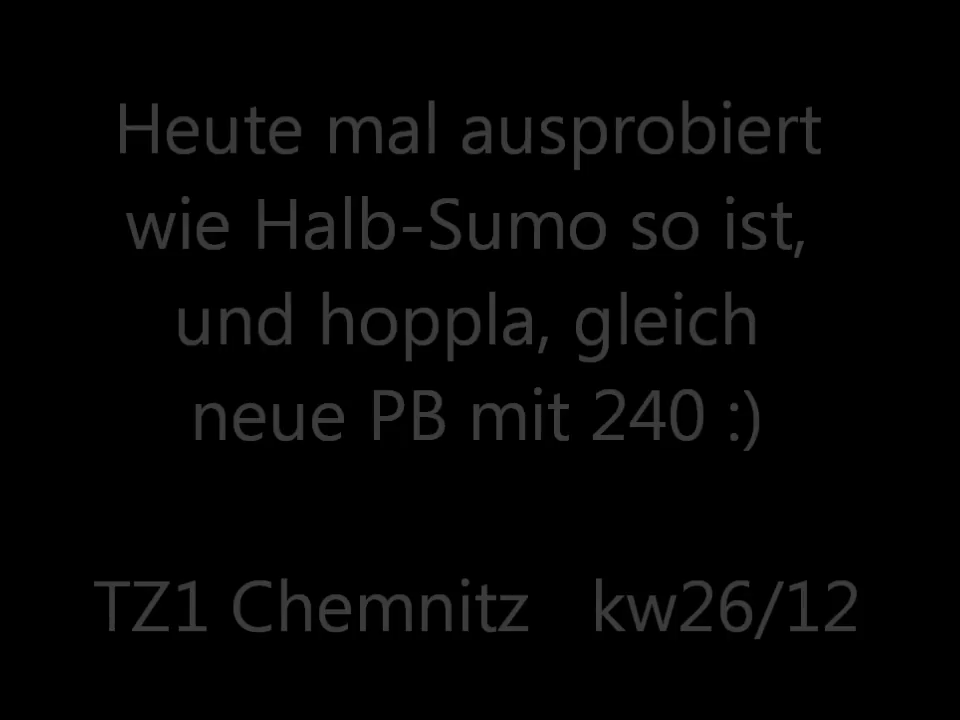 Heute mal ausprobiert
wie Halb-Sumo so ist,
und hoppla, gleich
neue PB mit 240 :)
TZ1 Chemnitz kw26/12